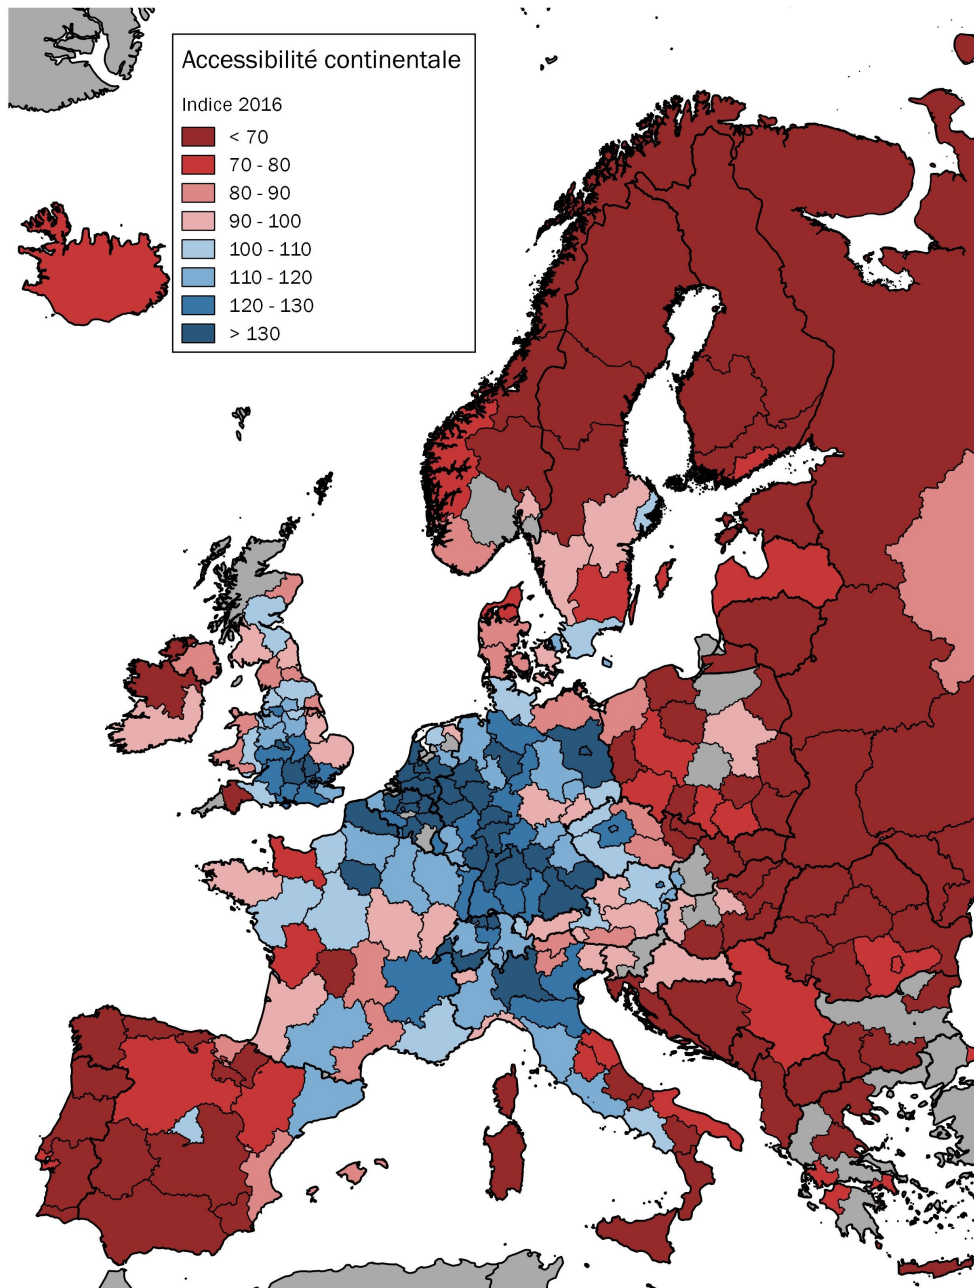 Accessibilité continentale
Indice 2016
< 70
70 - 80
80 - 90
90 - 100
100 - 110
110 - 120
120 - 130
> 130